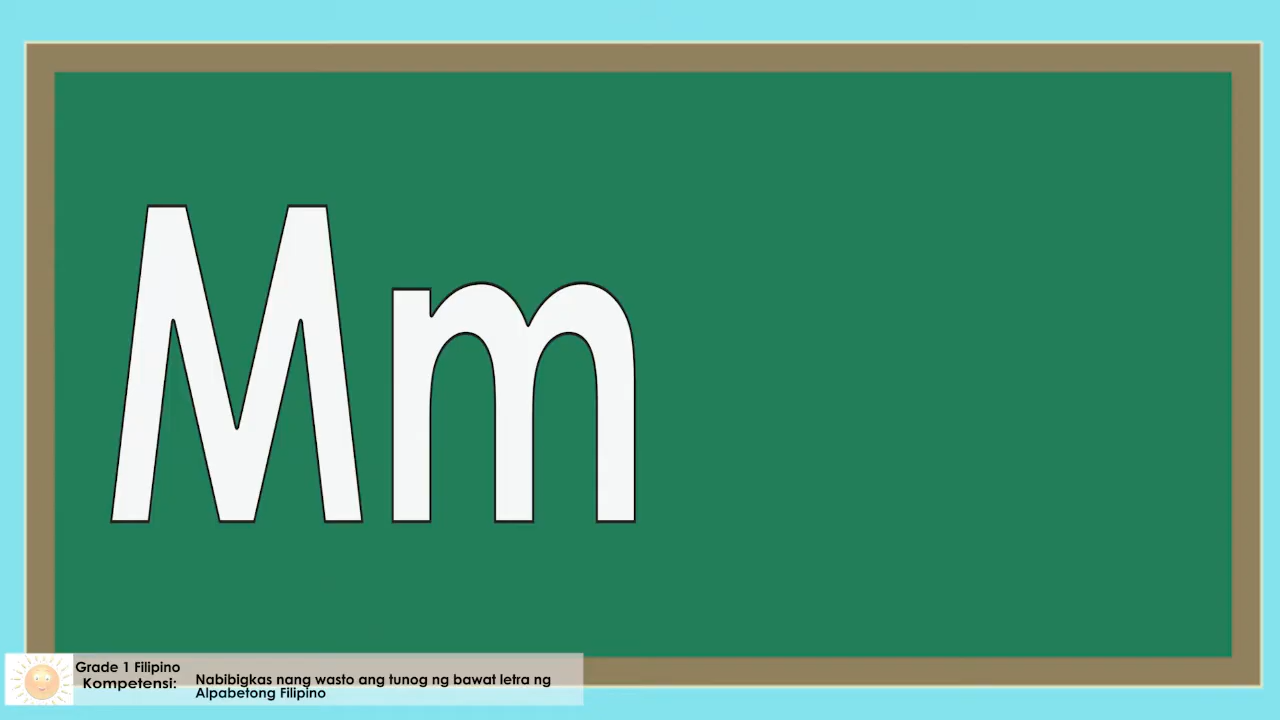 Mm
Grade 1 Filipino
Kompetensi: Nabibigkas nang wasto ang tunog ng bawat letra ng
Alpabetong Filipino